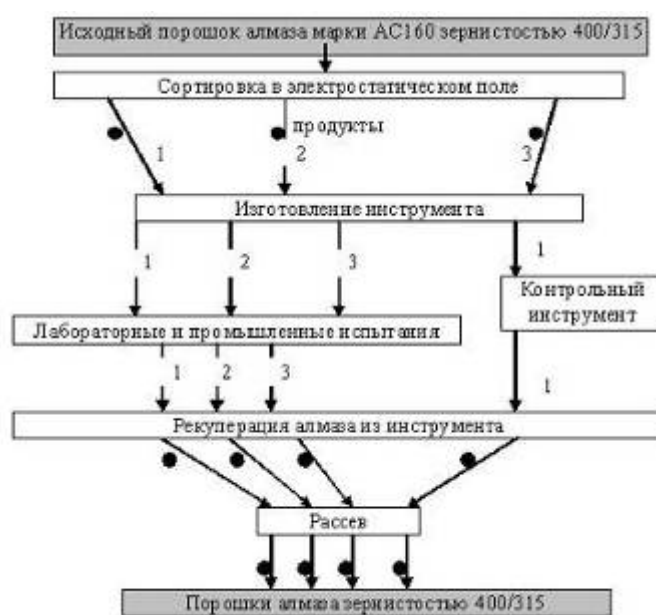 Исходный порошок алмаза марки АС160 зернистостью 400/315
Сортировка в электростатическом поле
продукты
1
2
3
Изготовление инструмента
1
2
3
1
Контрольный
инструмент
Лабораторные и промышленные испытания
1
2
3
1
Рекуперация алмаза из инструмента
Рассев
Порошки алмаза зернистостью 400/315